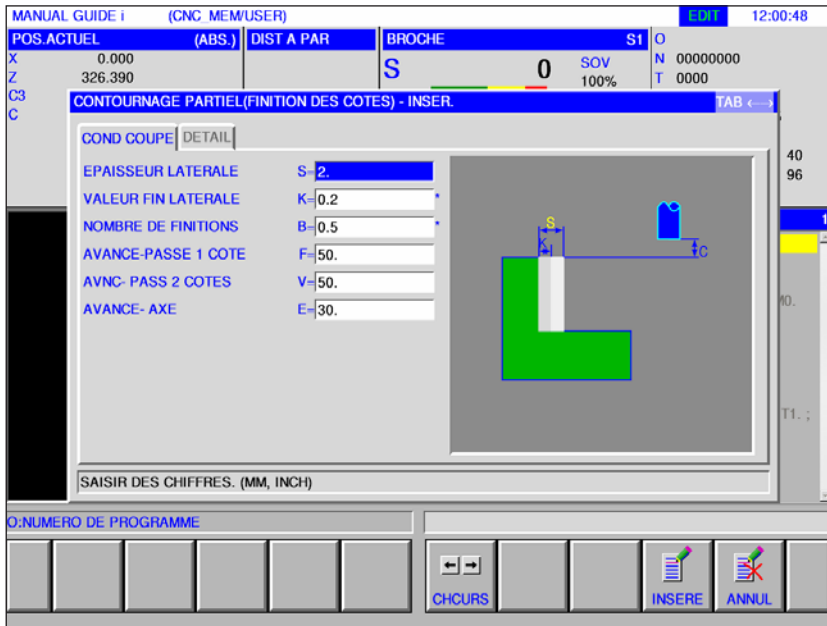 MANUAL GUIDE i (CNC_MEM/USER) EDIT 12:00:48
POS.ACTUEL (ABS.) DIST A PAR BROCHE S1 O
X 0.000 S 0 SOV N 00000000
Z 326.390 100% T 0000
C3
C
CONTOURNAGE PARTIEL(FINITION DES COTES) - INSER. TAB ←→
COND COUPE DETAIL
40
96
EPAISSEUR LATERALE S=2.
VALEUR FIN LATERALE K=0.2 *
NOMBRE DE FINITIONS B=0.5 *
AVANCE-PASSE 1 COTE F=50.
AVNC- PASS 2 COTES V=50.
AVANCE- AXE E=30.
S
K
C
1
M0.
T1. ;
SAISIR DES CHIFFRES. (MM, INCH)
O:NUMERO DE PROGRAMME
CHCURS INSERE ANNUL